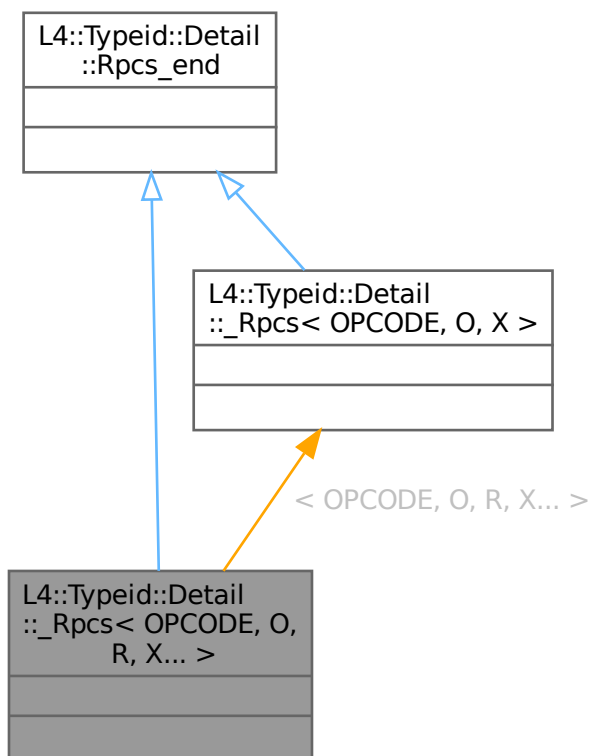 L4::Typeid::Detail
::Rpcs_end
L4::Typeid::Detail
::_Rpcs< OPCODE, O, X >
< OPCODE, O, R, X... >
L4::Typeid::Detail
::_Rpcs< OPCODE, O,
R, X... >